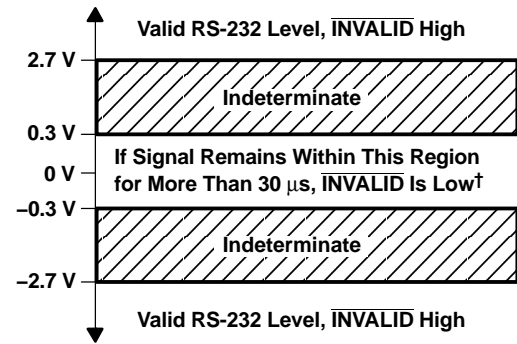 Valid RS-232 Level, INVALID High
2.7 V
Indeterminate
0.3 V
If Signal Remains Within This Region
0 V
for More Than 30 μs, INVALID Is Low†
–0.3 V
Indeterminate
–2.7 V
Valid RS-232 Level, INVALID High